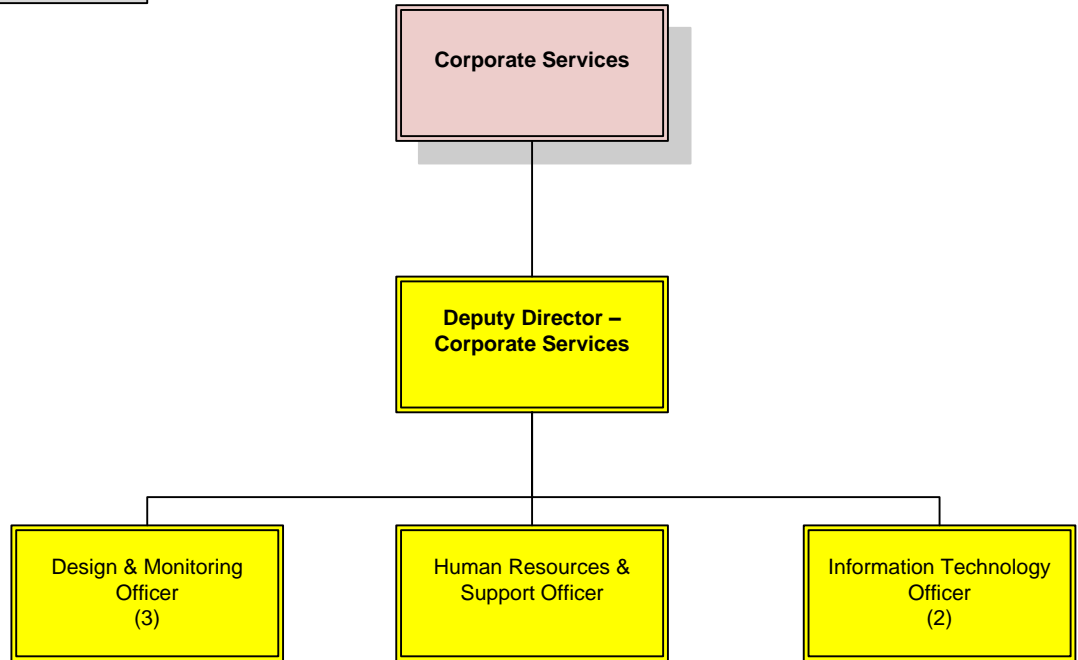 Corporate Services
Deputy Director –
Corporate Services
Design & Monitoring
Officer
(3)
Human Resources &
Support Officer
Information Technology
Officer
(2)